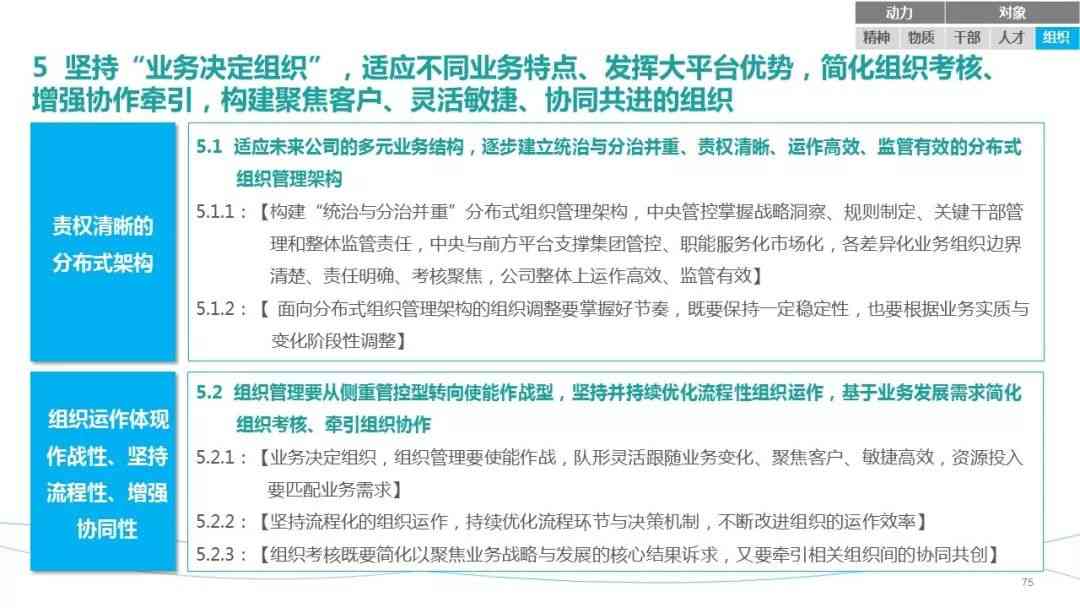 动力 对象
精神 物质 干部 人才 组织
5 坚持“业务决定组织”，适应不同业务特点、发挥大平台优势，简化组织考核、
增强协作牵引，构建聚焦客户、灵活敏捷、协同共进的组织
责权清晰的
分布式架构
5.1 适应未来公司的多元业务结构，逐步建立统治与分治并重、责权清晰、运作高效、监管有效的分布式
组织管理架构
5.1.1：【构建“统治与分治并重”分布式组织管理架构，中央管控掌握战略洞察、规则制定、关键干部管
理和整体监管责任，中央与前方平台支撑集团管控、职能服务化市场化，各差异化业务组织边界
清楚、责任明确、考核聚焦，公司整体上运作高效、监管有效】
5.1.2：【 面向分布式组织管理架构的组织调整要掌握好节奏，既要保持一定稳定性，也要根据业务实质与
变化阶段性调整】
组织运作体现
作战性、坚持
流程性、增强
协同性
5.2 组织管理要从侧重管控型转向使能作战型，坚持并持续优化流程性组织运作，基于业务发展需求简化
组织考核、牵引组织协作
5.2.1：【业务决定组织，组织管理要使能作战，队形灵活跟随业务变化、聚焦客户、敏捷高效，资源投入
要匹配业务需求】
5.2.2：【坚持流程化的组织运作，持续优化流程环节与决策机制，不断改进组织的运作效率】
5.2.3：【组织考核既要简化以聚焦业务战略与发展的核心结果诉求，又要牵引相关组织间的协同共创】
75